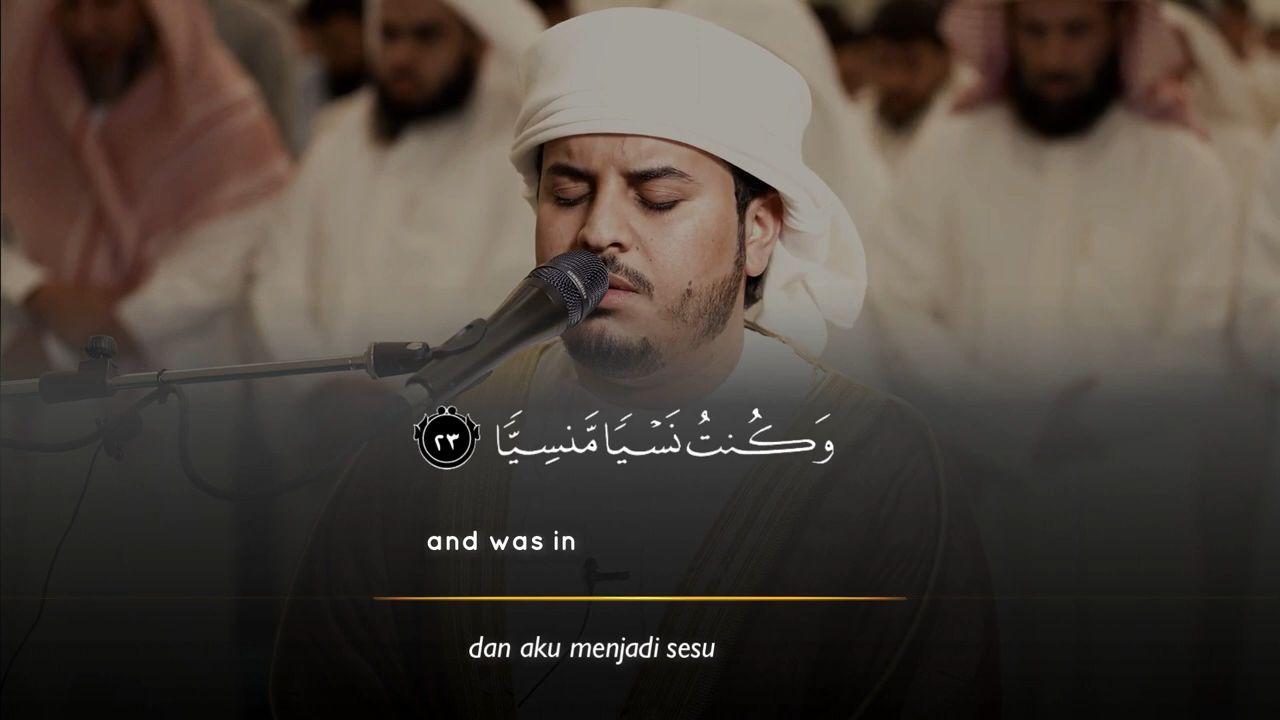 وَكُنتُ نَسْيًا مَّنسِيًّا ٢٣
and was in
dan aku menjadi sesu